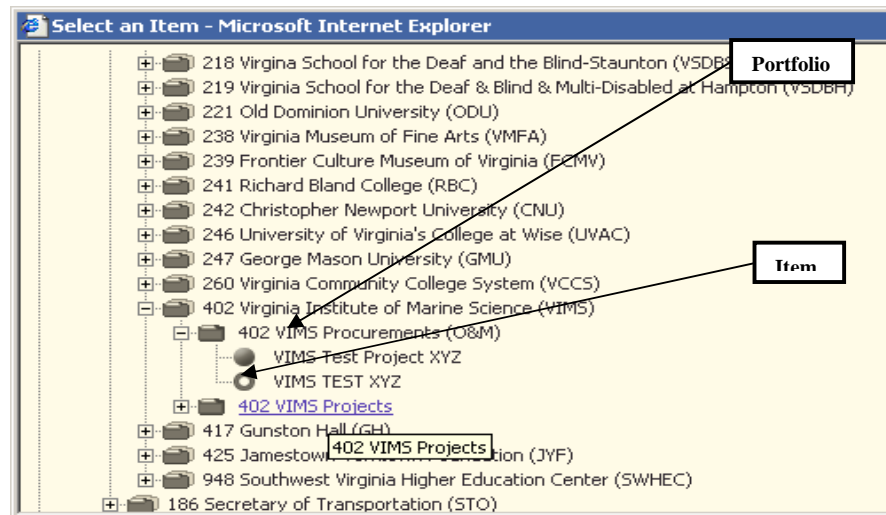 Select an Item - Microsoft Internet Explorer
218 Virgina School for the Deaf and the Blind-Staunton (VSDBS
Portfolio
219 Virginia School for the Deaf & Blind & Multi-Disabled at Hampton (VSDBH)
221 Old Dominion University (ODU)
238 Virginia Museum of Fine Arts (VMFA)
239 Frontier Culture Museum of Virginia (FCMV)
241 Richard Bland College (RBC)
242 Christopher Newport University (CNU)
246 University of Virginia's College at Wise (UVAC)
247 George Mason University (GMU)
Item
260 Virginia Community College System (VCCS)
402 Virginia Institute of Marine Science (VIMS)
402 VIMS Procurements (O&M)
VIMS Test Project XYZ
VIMS TEST XYZ
402 VIMS Projects
417 Gunston Hall (GH)
402 VIMS Projects
425 Jamestown (JYF)
948 Southwest Virginia Higher Education Center (SWHEC)
186 Secretary of Transportation (STO)